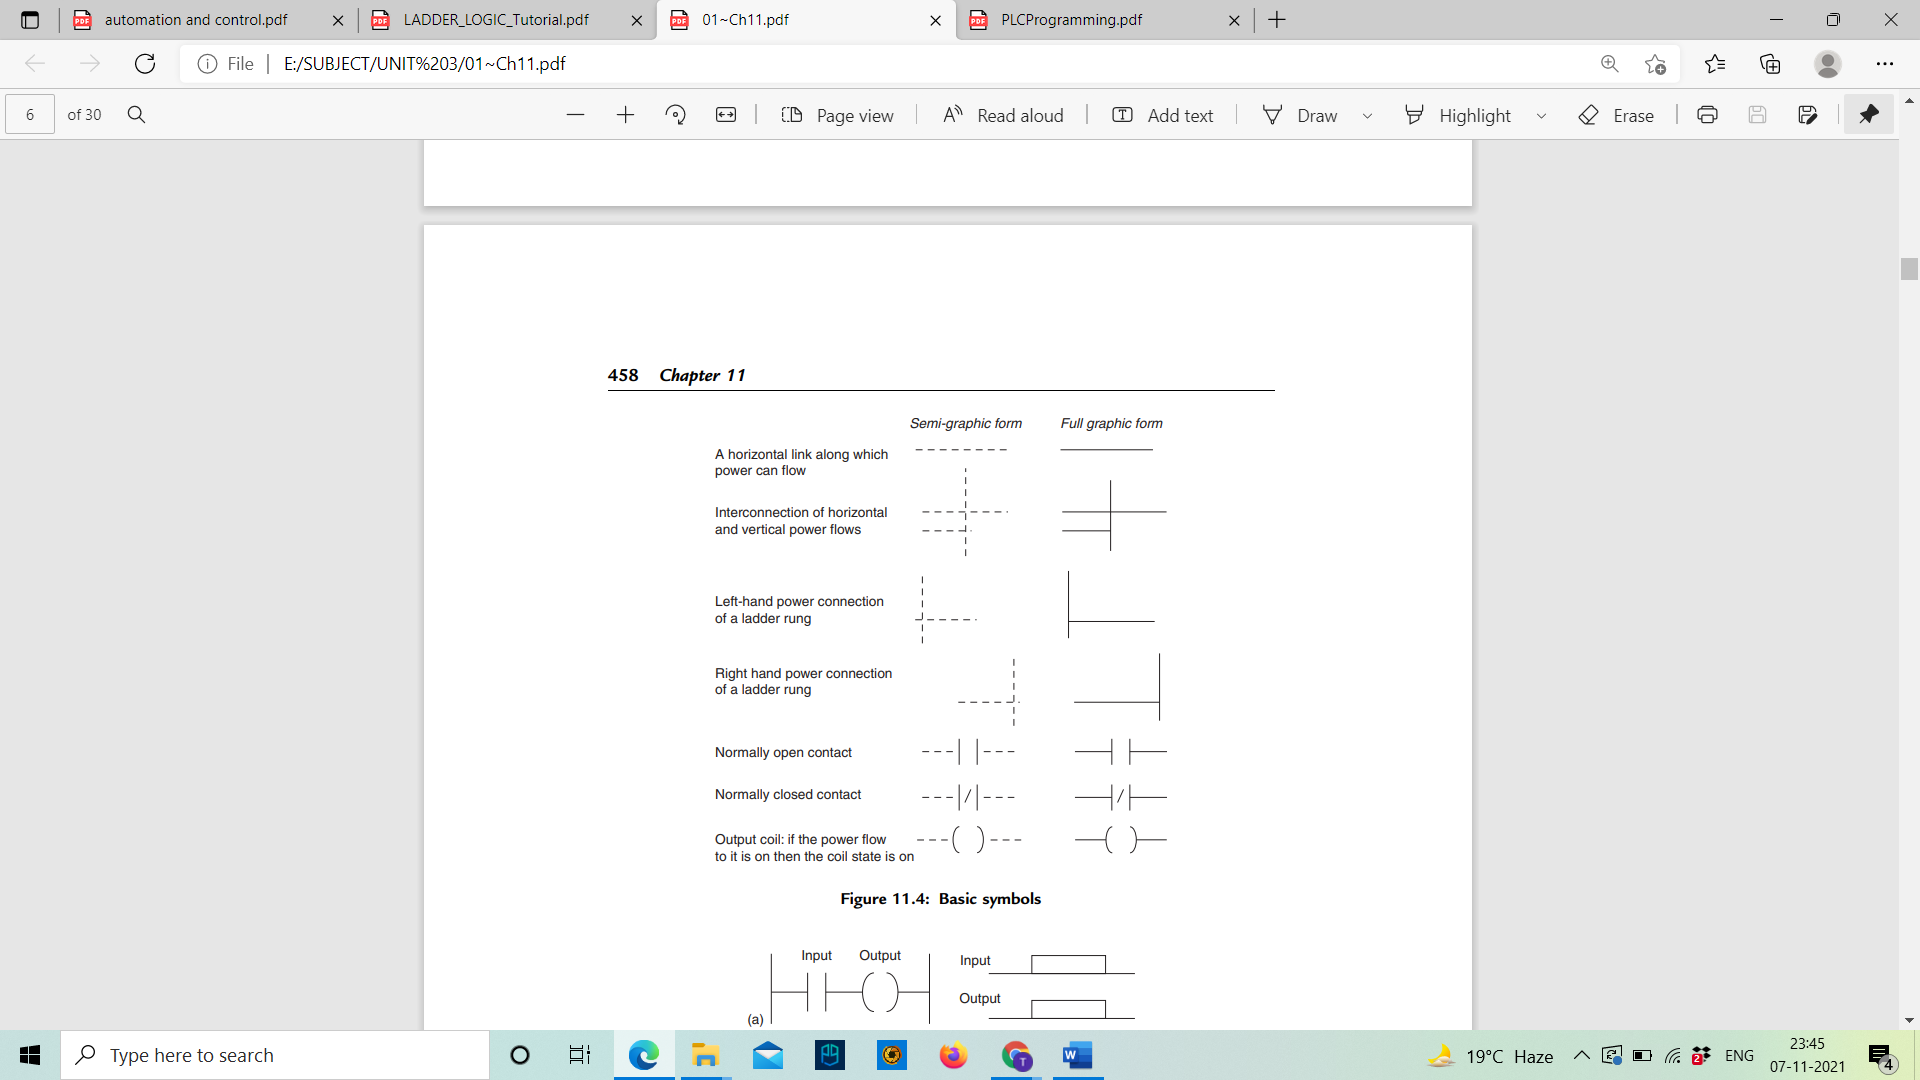 automation and control.pdf
LADDER_LOGIC_Tutorial.pdf
01~Ch11.pdf
PLCProgramming.pdf
File
E:/SUBJECT/UNIT%203/01~Ch11.pdf
6 of 30
Page view
Read aloud
Add text
Draw
Highlight
Erase
458 Chapter 11
Semi-graphic form Full graphic form
A horizontal link along which
power can flow
Interconnection of horizontal
and vertical power flows
Left-hand power connection
of a ladder rung
Right hand power connection
of a ladder rung
Normally open contact
Normally closed contact
Output coil: if the power flow
to it is on then the coil state is on
Figure 11.4: Basic symbols
Input Output
Input
Output
(a)
Type here to search
19°C Haze
ENG
23:45
07-11-2021
4
2
T
W